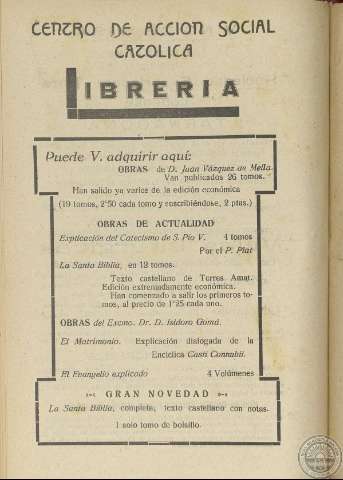 CENTRO DE ACCION SOCIAL
CATOLICA
LIBRERIA
Puede V. adquirir aquí:
OBRAS de D. Juan Vázquez de Mella.
Van publicados 26 tomos.
Han salido ya varios de la edición económica
(19 tomos, 2'50 cada tomo y suscribiéndose, 2 ptas.)
OBRAS DE ACTUALIDAD
Explicación del Catecismo de S. Pío V. 4 tomos
Por el P. Plat
La Santa Biblia, en 12 tomos.
Texto castellano de Torres Amat.
Edición extremadamente económica.
Han comenzado a salir los primeros to-
mos, al precio de 1'25 cada uno.
OBRAS del Excmo. Dr. D. Isidro Gomá.
El Matrimonio. Explicación dialogada de la
Encíclica Casti Connubii.
El Evangelio explicado 4 Volúmenes
GRAN NOVEDAD
La Santa Biblia, completa, texto castellano con notas.
1 solo tomo de bolsillo.